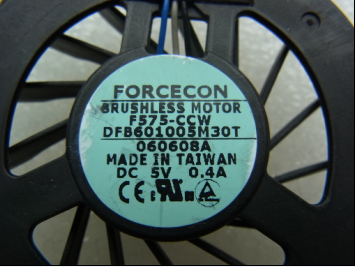 FORCECON
BRUSHLESS MOTOR
F575-CCW
DFB601005M30T
060608A
MADE IN TAIWAN
DC 5V 0.4A